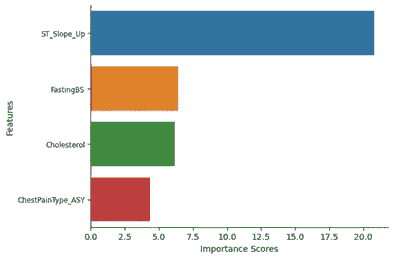 ST_Slope_Up
FastingBS
Cholesterol
ChestPainType_ASY
Features
0.0 2.5 5.0 7.5 10.0 12.5 15.0 17.5 20.0
Importance Scores